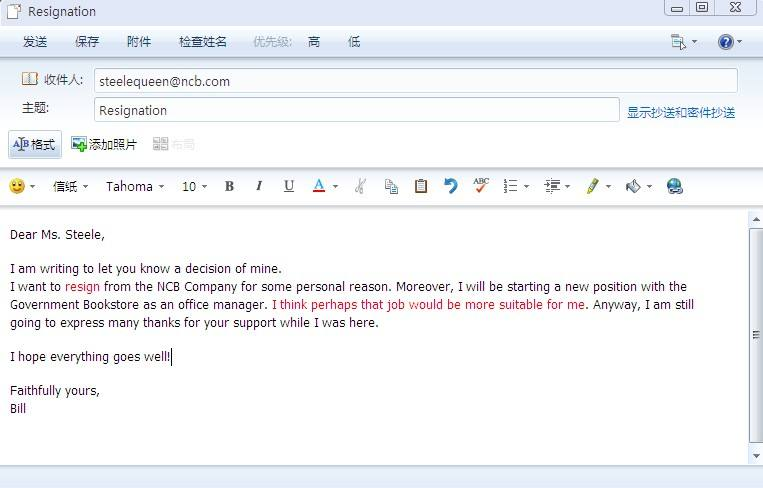 Resignation
发送 保存 附件 检查姓名 优先级: 高 低
收件人: steelequeen@ncb.com
主题: Resignation 显示抄送和密件抄送
格式 添加照片 布局
信纸 Tahoma 10 B I U A ABC
Dear Ms. Steele,
I am writing to let you know a decision of mine.
I want to resign from the NCB Company for some personal reason. Moreover, I will be starting a new position with the
Government Bookstore as an office manager. I think perhaps that job would be more suitable for me. Anyway, I am still
going to express many thanks for your support while I was here.
I hope everything goes well!
Faithfully yours,
Bill